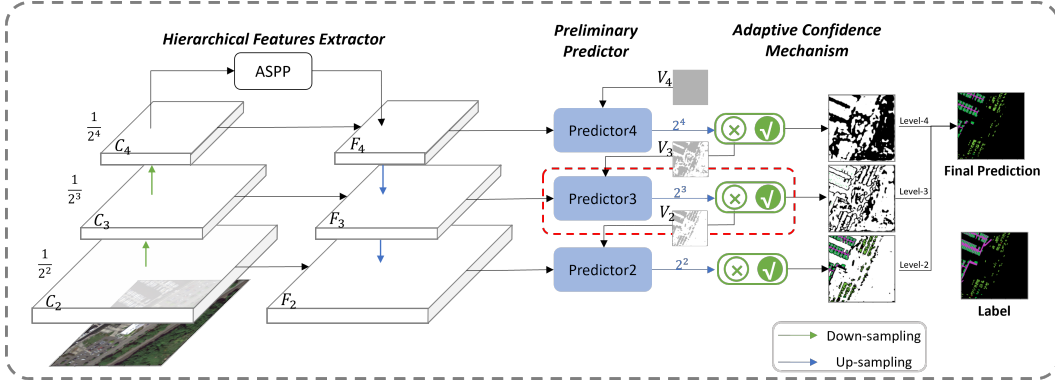 Hierarchical Features Extractor
Preliminary
Predictor
Adaptive Confidence
Mechanism
ASPP
V4
1/2^4
C4
F4
Predictor4
2^4
Level-4
V3
Final Prediction
1/2^3
C3
F3
Predictor3
2^3
Level-3
V2
1/2^2
C2
F2
Predictor2
2^2
Level-2
Label
Down-sampling
Up-sampling